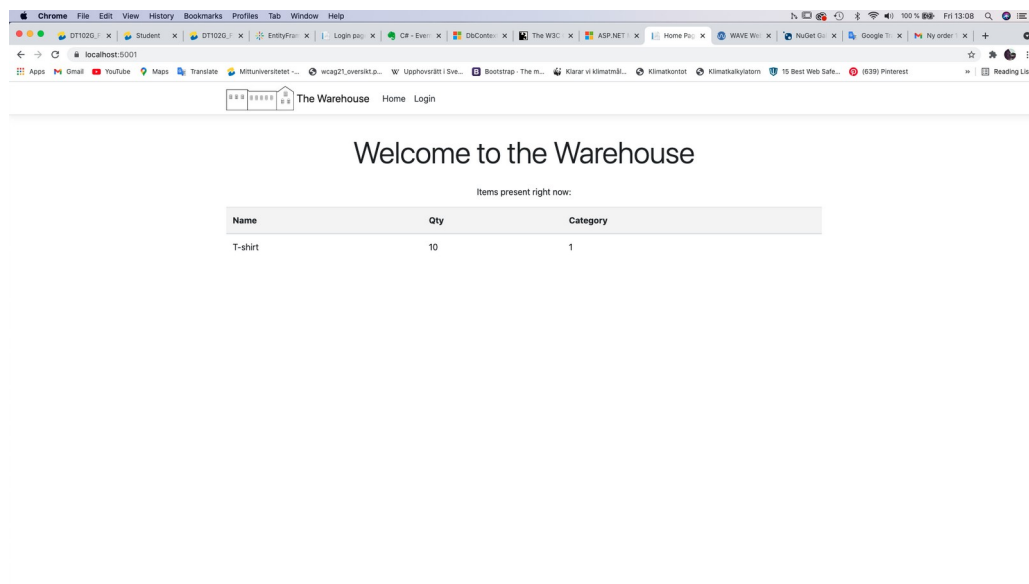 Chrome File Edit View History Bookmarks Profiles Tab Window Help 100 % Fri 13:08
DT102G_F Student DT102G_F EntityFran Login pag C# - Even DbContex The W3C ASP.NET Home Pag WAVE We NuGet Ga Google Tr Ny order
localhost:5001
Apps Gmail YouTube Maps Translate Mittuniversitetet -... wcag21_oversikt.p... Upphovsrätt i Sve... Bootstrap · The m... Klarar vi klimatmål... Klimatkontot Klimatkalkylatorn 15 Best Web Safe... (639) Pinterest » Reading Lis
The Warehouse Home Login
Welcome to the Warehouse
Items present right now:
Name Qty Category
T-shirt 10 1